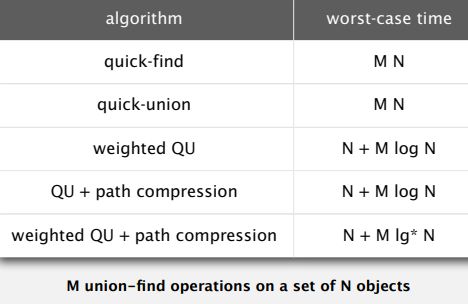 algorithm worst-case time
quick-find M N
quick-union M N
weighted QU N + M log N
QU + path compression N + M log N
weighted QU + path compression N + M lg* N
M union-find operations on a set of N objects